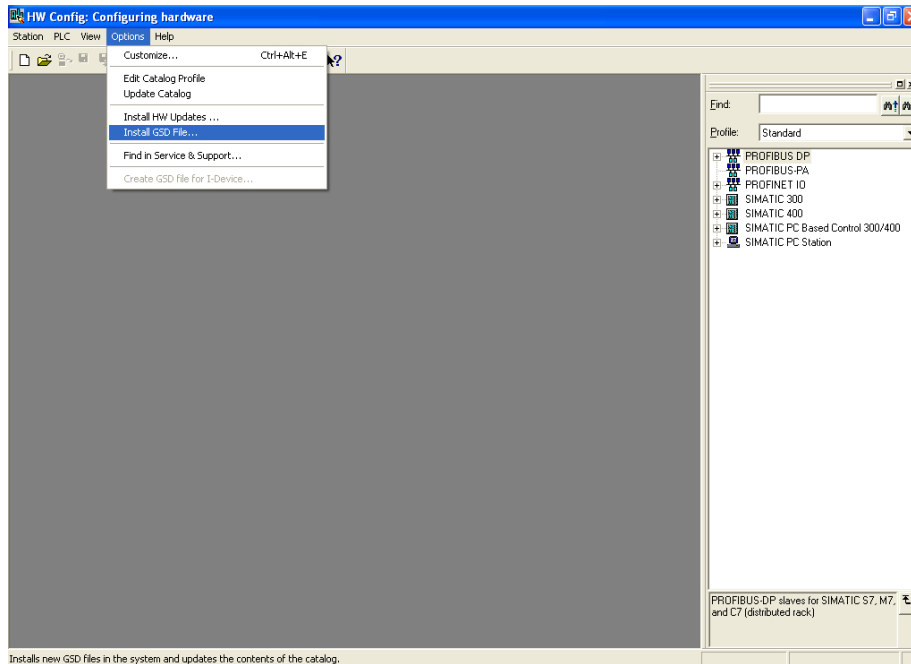 HW Config: Configuring hardware
Station PLC View Options Help
Customize... Ctrl+Alt+E
Edit Catalog Profile
Update Catalog
Install HW Updates ...
Install GSD File...
Find in Service & Support...
Create GSD file for I-Device...
Find:
Profile: Standard
PROFIBUS DP
PROFIBUS-PA
PROFINET IO
SIMATIC 300
SIMATIC 400
SIMATIC PC Based Control 300/400
SIMATIC PC Station
PROFIBUS-DP slaves for SIMATIC S7, M7,
and C7 (distributed rack)
Installs new GSD files in the system and updates the contents of the catalog.